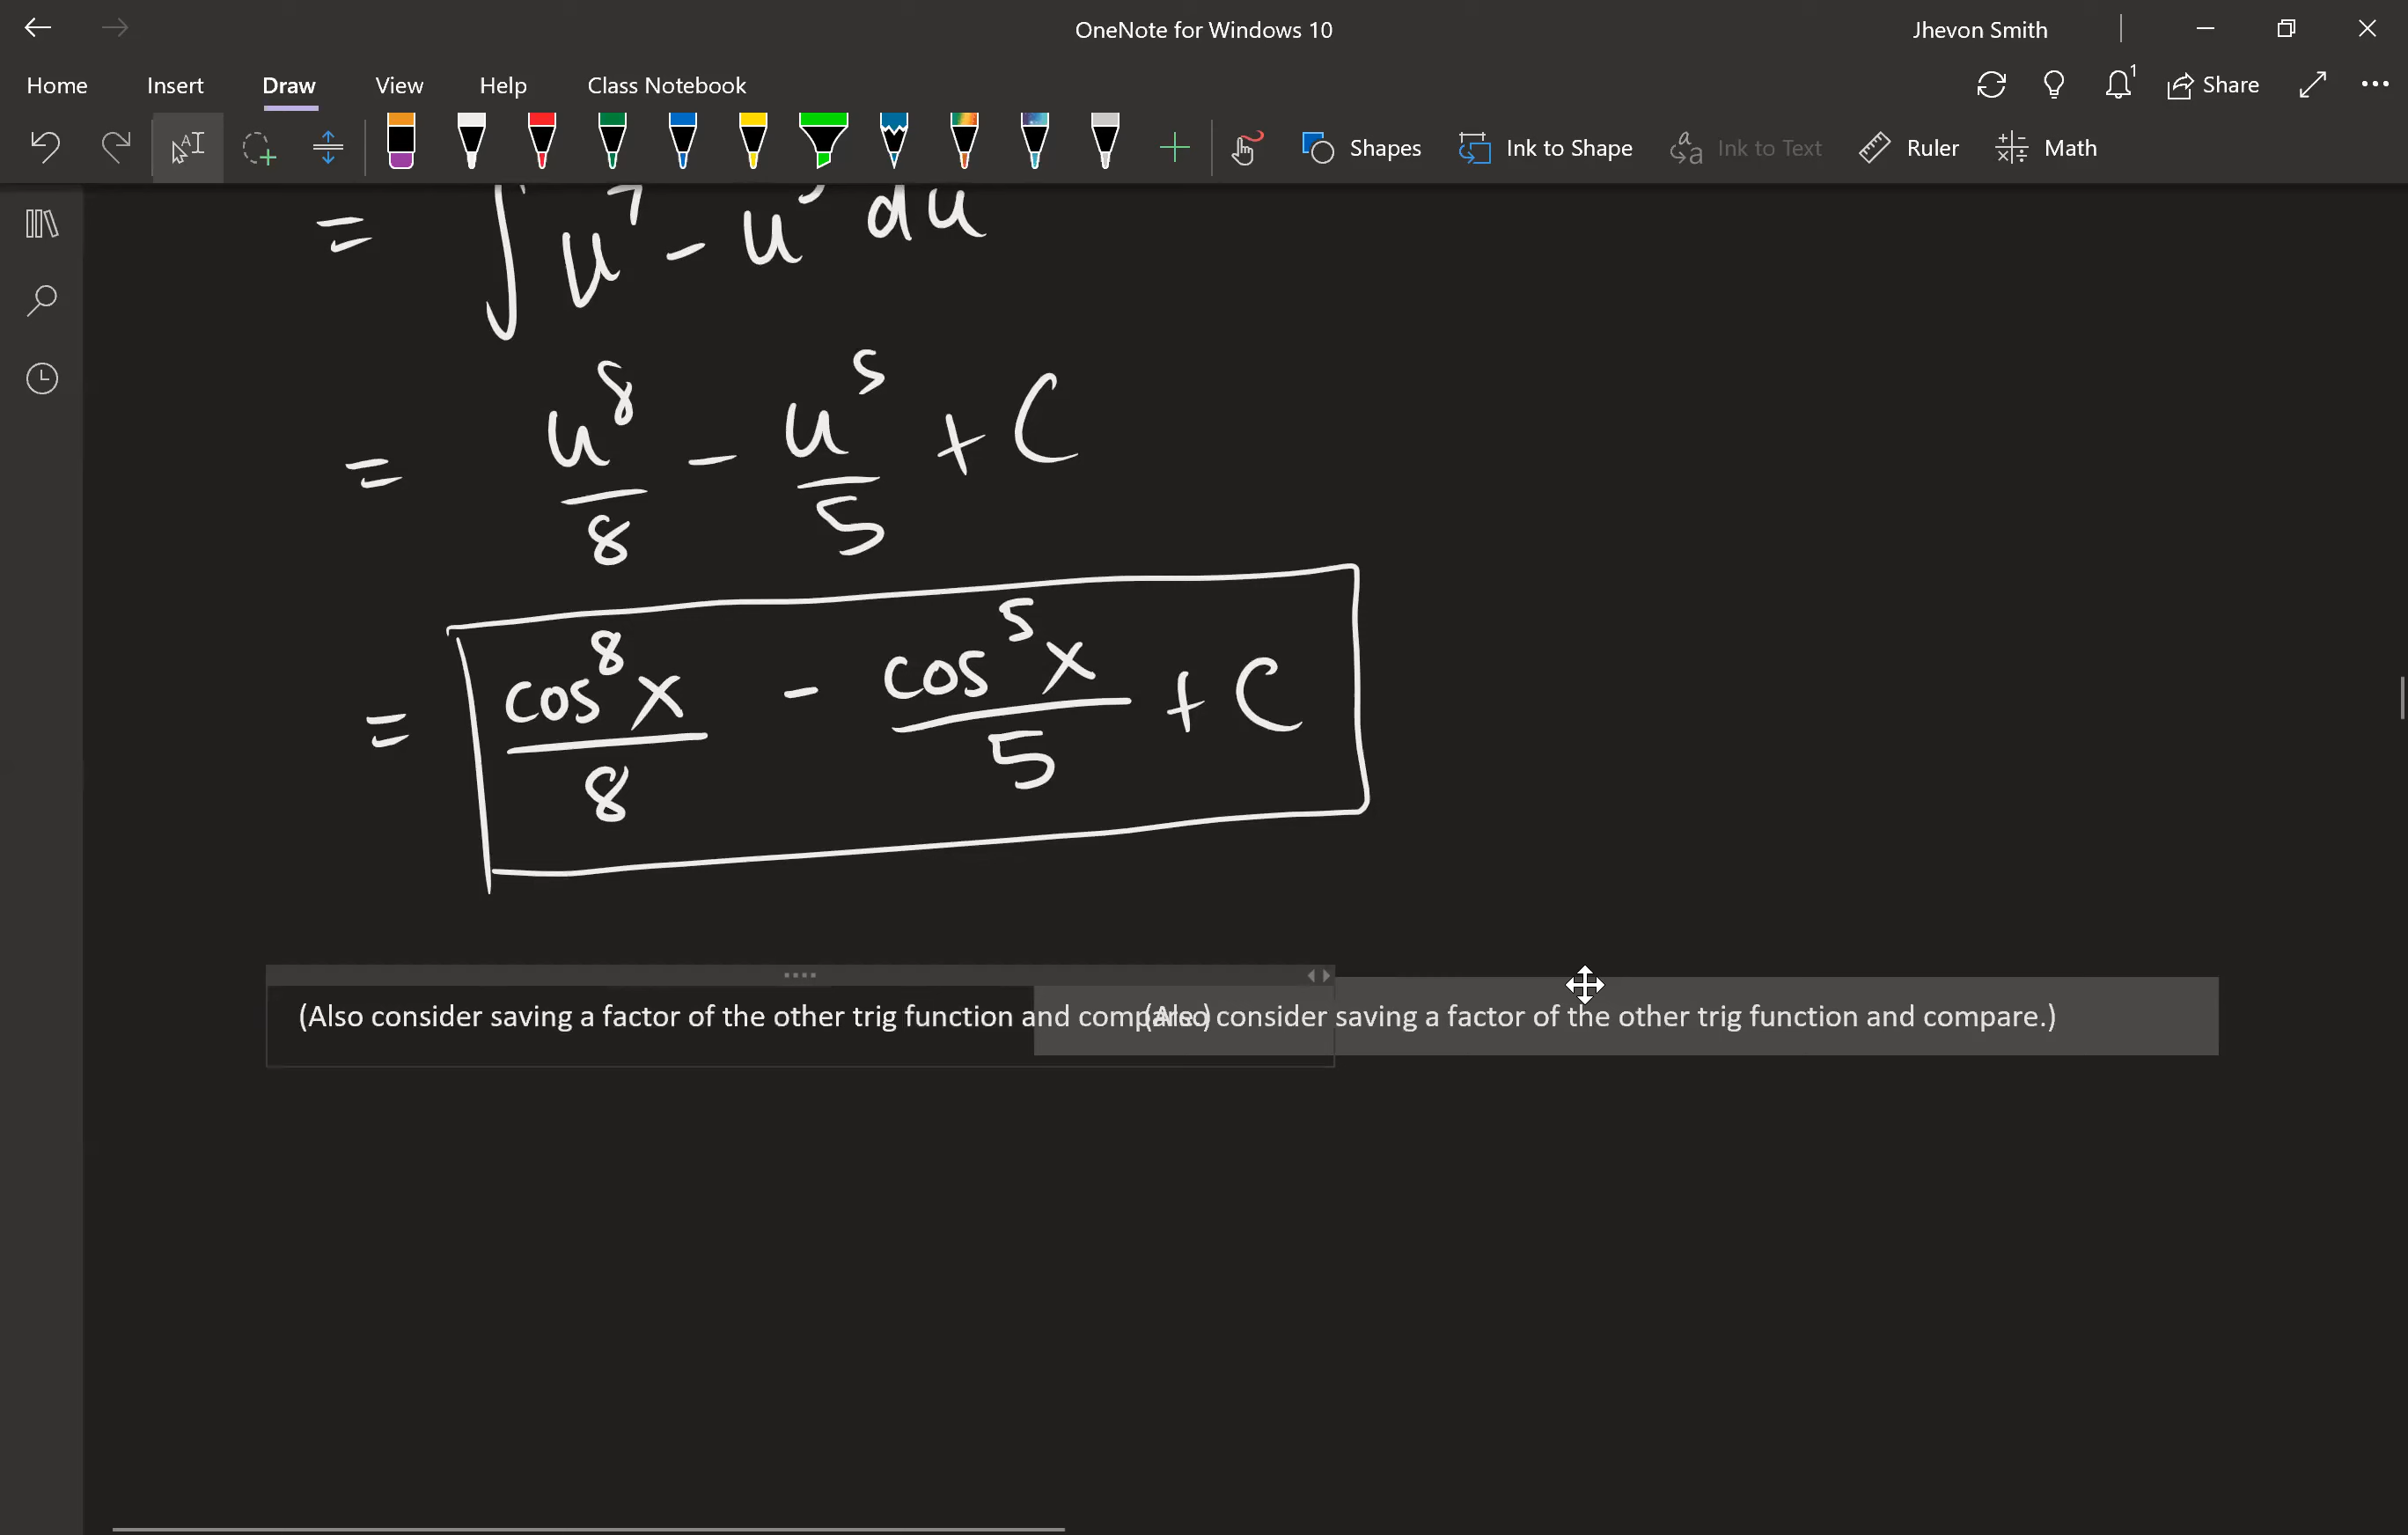 OneNote for Windows 10
Jhevon Smith
Home Insert Draw View Help Class Notebook
1 Share
Shapes Ink to Shape Ink to Text Ruler Math
= ∫ u⁷ - u du
= u⁸/8 - u⁵/5 + C
= cos⁸x/8 - cos⁵x/5 + C
(Also consider saving a factor of the other trig function and compare.)
(Also consider saving a factor of the other trig function and compare.)